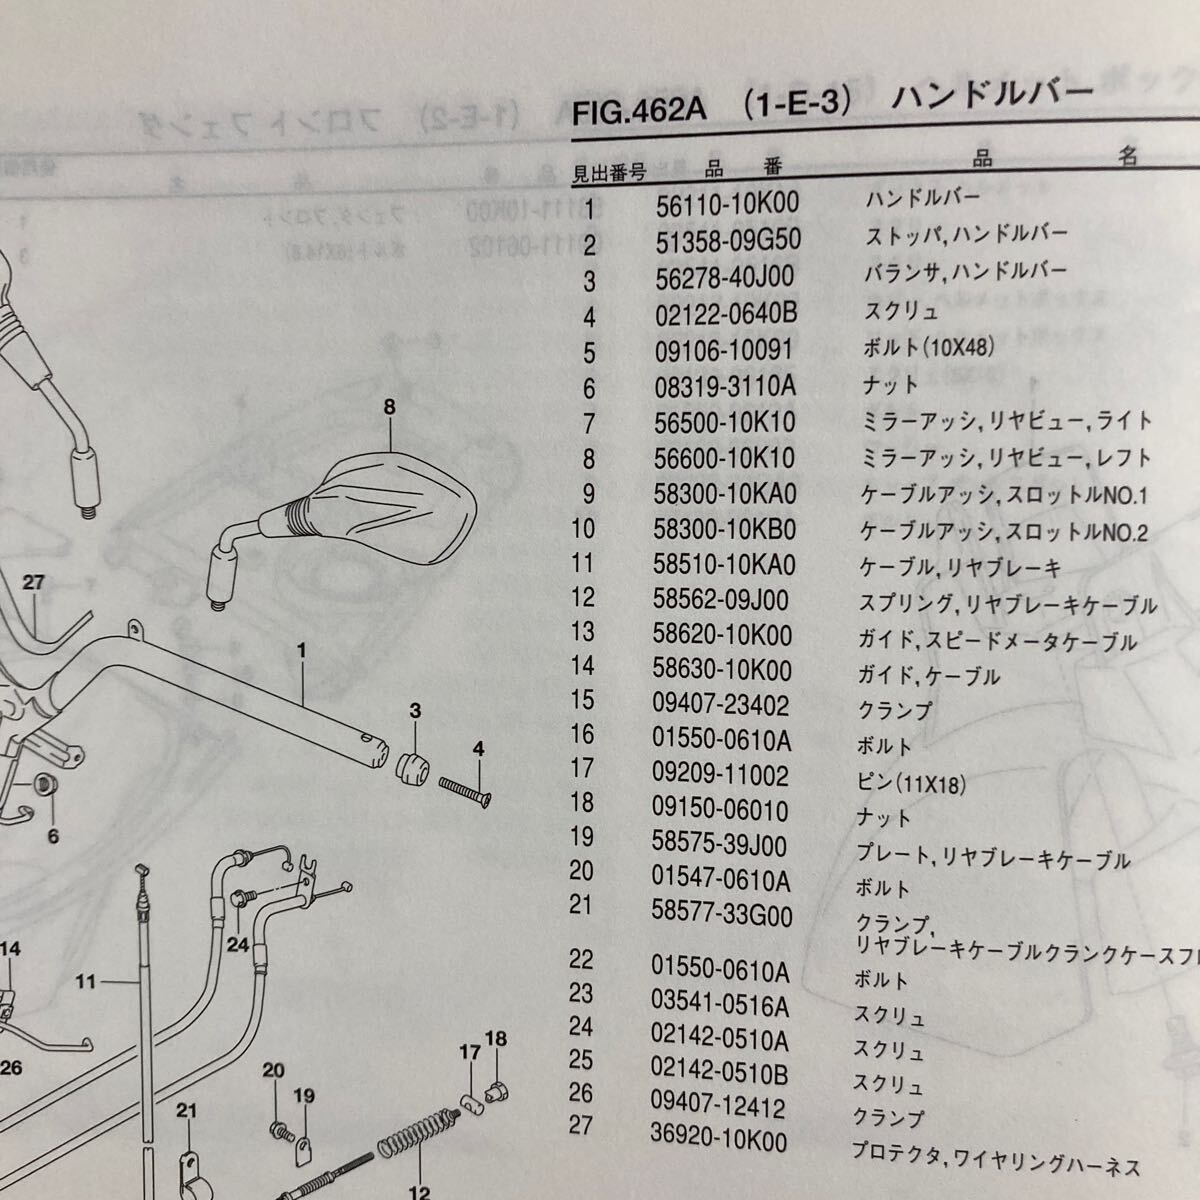 FIG.462A (1-E-3) ハンドルバー
見出番号 品 番 品 名
1 56110-10K00 ハンドルバー
2 51358-09G50 ストッパ,ハンドルバー
3 56278-40J00 バランサ,ハンドルバー
4 02122-0640B スクリュ
5 09106-10091 ボルト(10X48)
6 08319-3110A ナット
7 56500-10K10 ミラーアッシ,リヤビュー,ライト
8 56600-10K10 ミラーアッシ,リヤビュー,レフト
9 58300-10KA0 ケーブルアッシ,スロットルNO.1
10 58300-10KB0 ケーブルアッシ,スロットルNO.2
11 58510-10KA0 ケーブル,リヤブレーキ
12 58562-09J00 スプリング,リヤブレーキケーブル
13 58620-10K00 ガイド,スピードメータケーブル
14 58630-10K00 ガイド,ケーブル
15 09407-23402 クランプ
16 01550-0610A ボルト
17 09209-11002 ピン(11X18)
18 09150-06010 ナット
19 58575-39J00 プレート,リヤブレーキケーブル
20 01547-0610A ボルト
21 58577-33G00 クランプ,
リヤブレーキケーブルクランクケースフロ
22 01550-0610A ボルト
23 03541-0516A スクリュ
24 02142-0510A スクリュ
25 02142-0510B スクリュ
26 09407-12412 クランプ
27 36920-10K00 プロテクタ,ワイヤリングハーネス
8
27
1
3
4
6
24
14
11
26
18
17
20
19
21
12